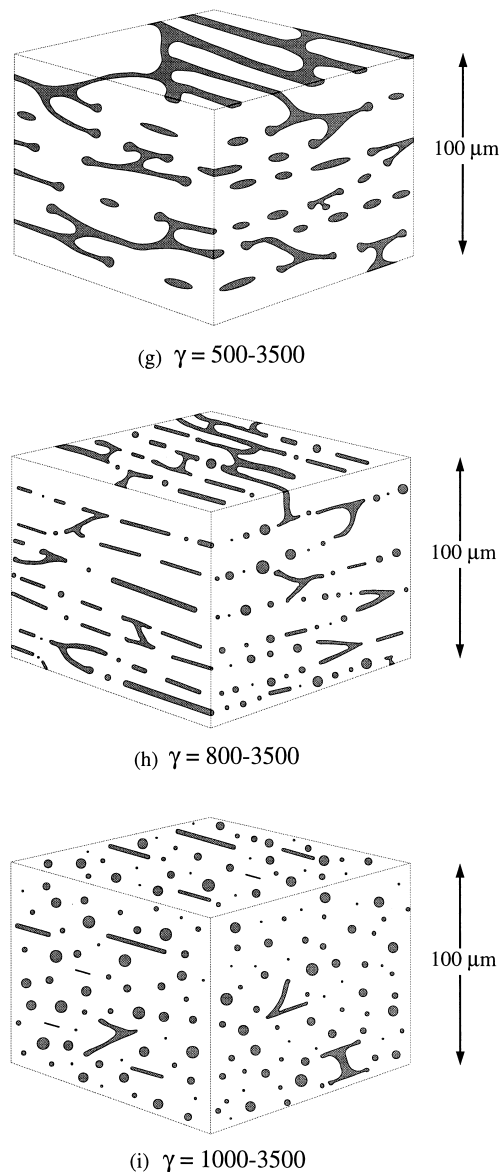 100 μm
(g) γ = 500-3500
100 μm
(h) γ = 800-3500
100 μm
(i) γ = 1000-3500